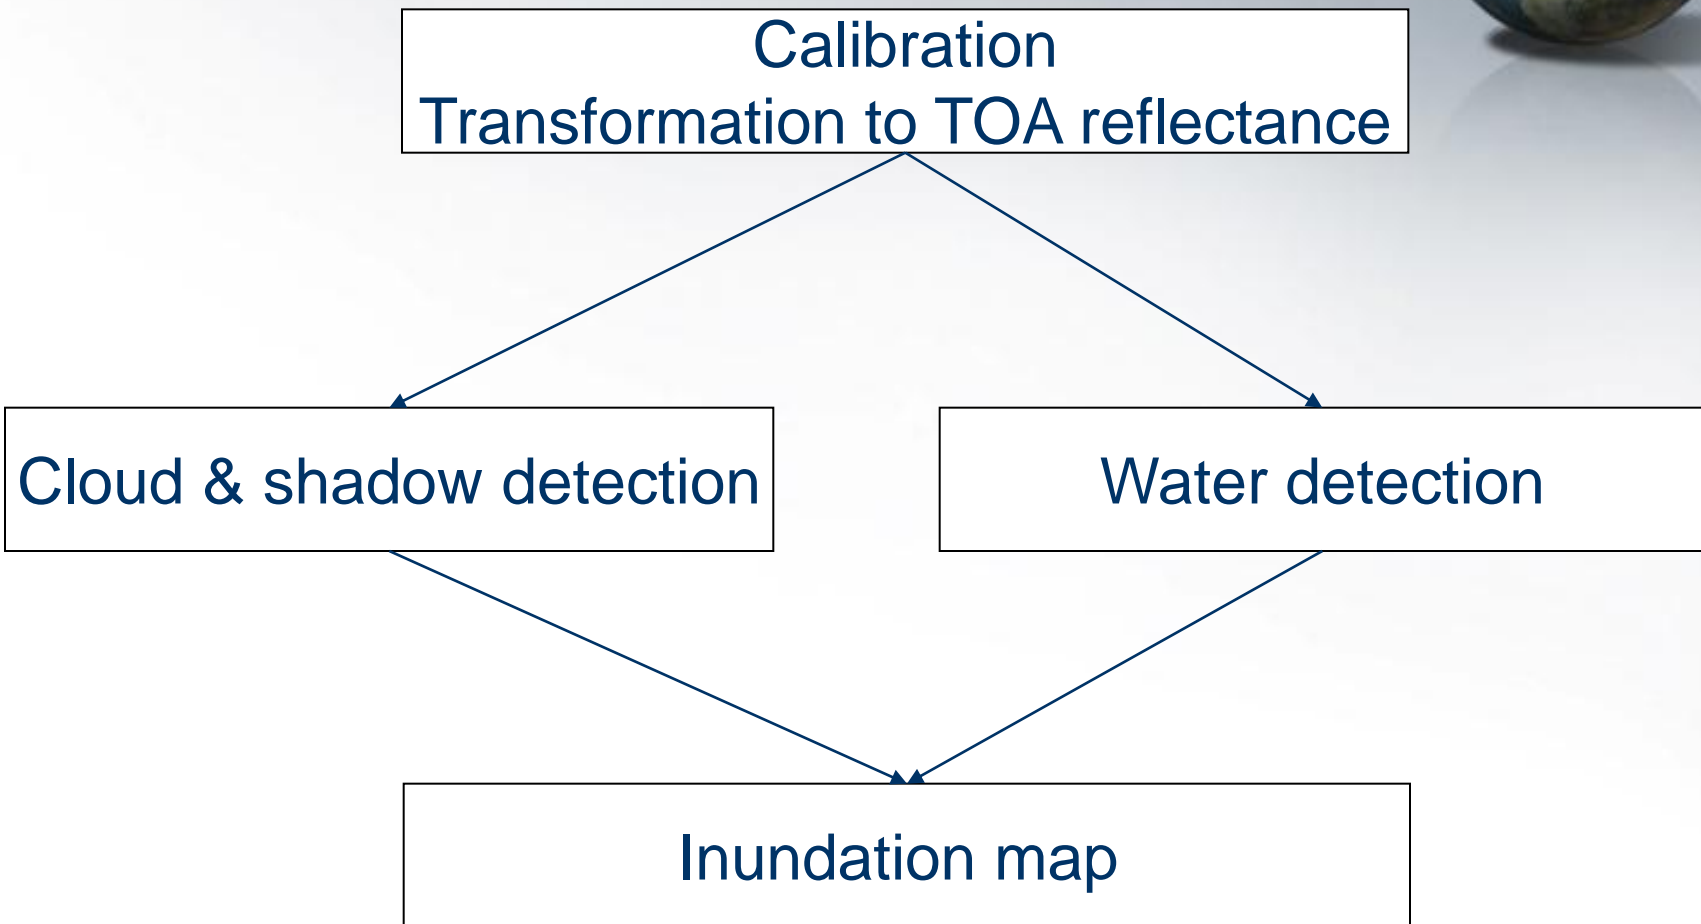 Calibration
Transformation to TOA reflectance
Cloud & shadow detection
Water detection
Inundation map